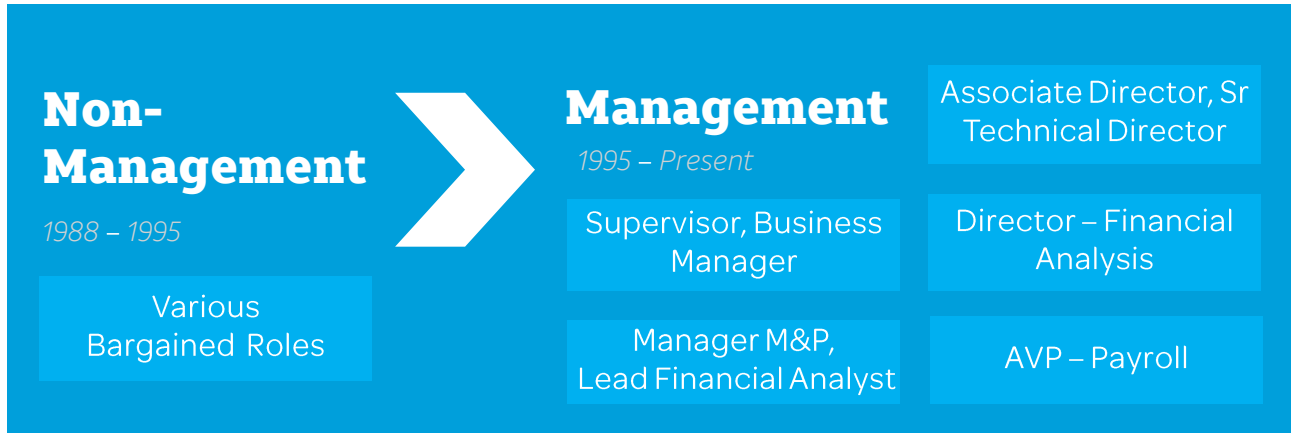 Non-
Management
1988 – 1995
Various
Bargained Roles
Management
1995 – Present
Supervisor, Business
Manager
Manager M&P,
Lead Financial Analyst
Associate Director, Sr
Technical Director
Director – Financial
Analysis
AVP – Payroll